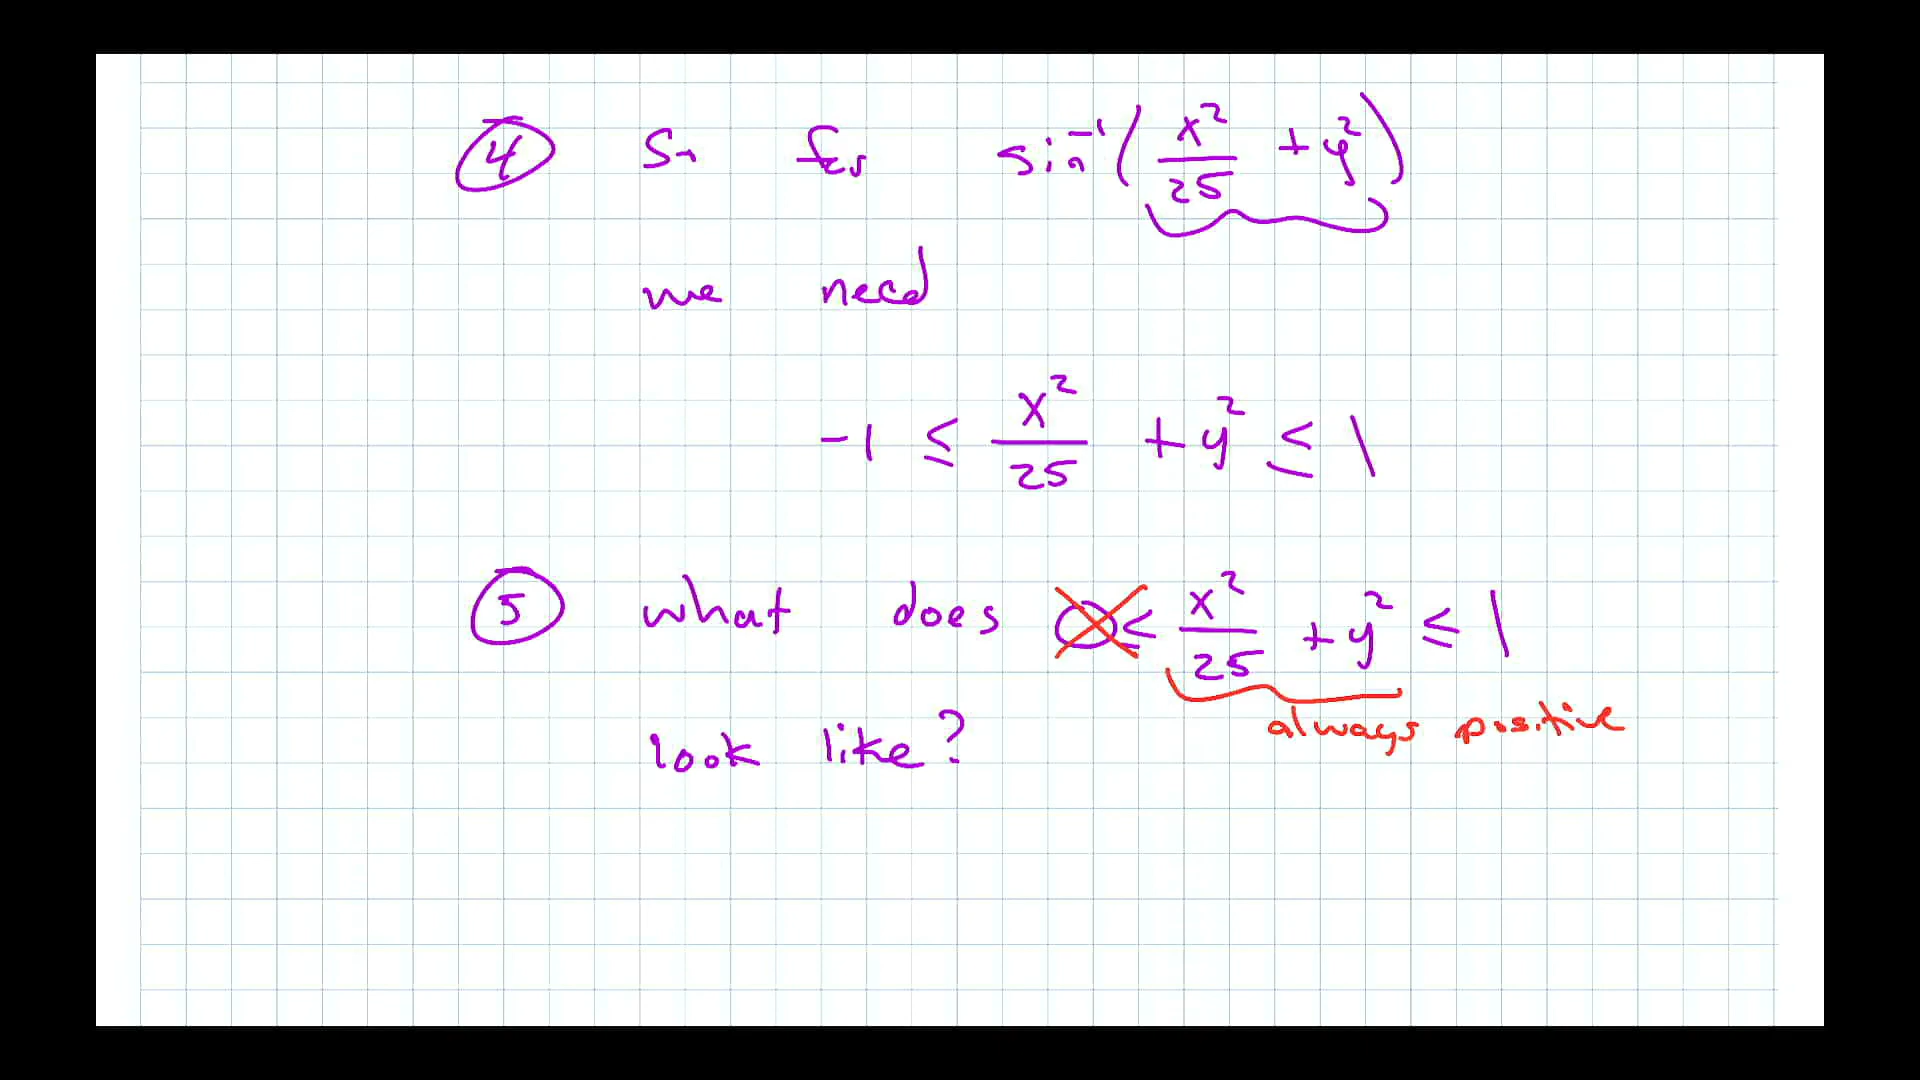 ④ So for sin⁻¹(x²/25 + y²)
we need
-1 ≤ x²/25 + y² ≤ 1
⑤ what does 0 ≤ x²/25 + y² ≤ 1
always positive
look like?